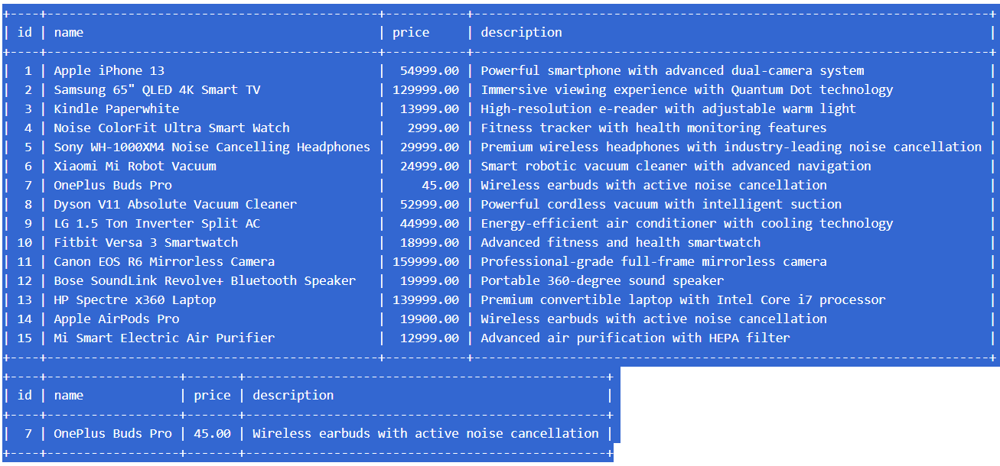 +----+---------------------------------------------+-----------+----------------------------------------------------------------------+
| id | name                                        | price     | description                                                          |
+----+---------------------------------------------+-----------+----------------------------------------------------------------------+
|  1 | Apple iPhone 13                             |  54999.00 | Powerful smartphone with advanced dual-camera system                 |
|  2 | Samsung 65" QLED 4K Smart TV                | 129999.00 | Immersive viewing experience with Quantum Dot technology             |
|  3 | Kindle Paperwhite                           |  13999.00 | High-resolution e-reader with adjustable warm light                  |
|  4 | Noise ColorFit Ultra Smart Watch            |   2999.00 | Fitness tracker with health monitoring features                      |
|  5 | Sony WH-1000XM4 Noise Cancelling Headphones |  29999.00 | Premium wireless headphones with industry-leading noise cancellation |
|  6 | Xiaomi Mi Robot Vacuum                      |  24999.00 | Smart robotic vacuum cleaner with advanced navigation                |
|  7 | OnePlus Buds Pro                            |     45.00 | Wireless earbuds with active noise cancellation                      |
|  8 | Dyson V11 Absolute Vacuum Cleaner           |  52999.00 | Powerful cordless vacuum with intelligent suction                    |
|  9 | LG 1.5 Ton Inverter Split AC                |  44999.00 | Energy-efficient air conditioner with cooling technology             |
| 10 | Fitbit Versa 3 Smartwatch                   |  18999.00 | Advanced fitness and health smartwatch                               |
| 11 | Canon EOS R6 Mirrorless Camera              | 159999.00 | Professional-grade full-frame mirrorless camera                      |
| 12 | Bose SoundLink Revolve+ Bluetooth Speaker   |  19999.00 | Portable 360-degree sound speaker                                    |
| 13 | HP Spectre x360 Laptop                      | 139999.00 | Premium convertible laptop with Intel Core i7 processor              |
| 14 | Apple AirPods Pro                           |  19900.00 | Wireless earbuds with active noise cancellation                      |
| 15 | Mi Smart Electric Air Purifier              |  12999.00 | Advanced air purification with HEPA filter                           |
+----+---------------------------------------------+-----------+----------------------------------------------------------------------+
+----+------------------+-------+-------------------------------------------------+
| id | name             | price | description                                     |
+----+------------------+-------+-------------------------------------------------+
|  7 | OnePlus Buds Pro | 45.00 | Wireless earbuds with active noise cancellation |
+----+------------------+-------+-------------------------------------------------+